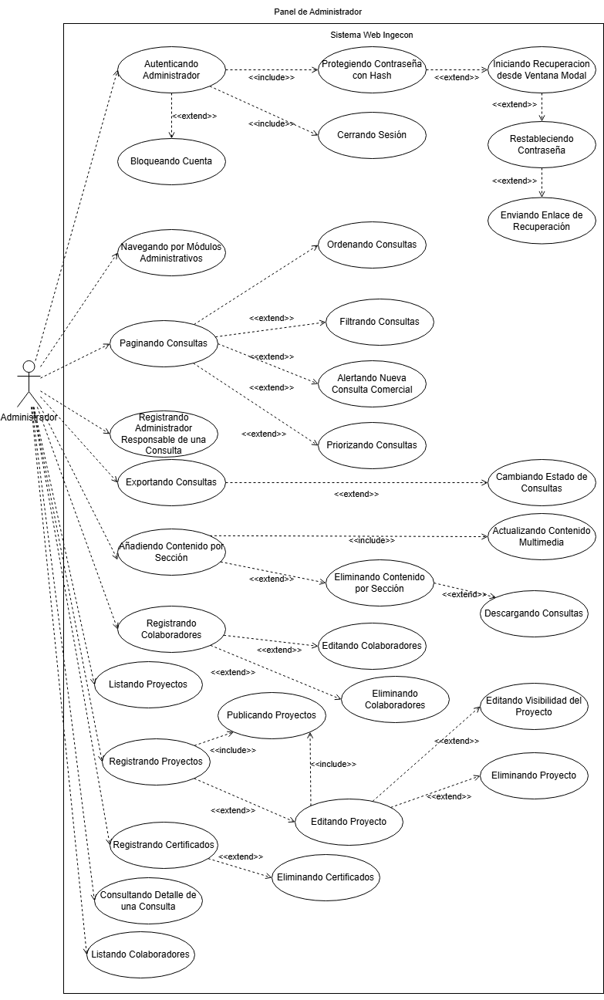 Panel de Administrador
Sistema Web Ingecon
Autenticando
Administrador
<<include>>
Protegiendo Contraseña
con Hash
<<extend>>
Iniciando Recuperacion
desde Ventana Modal
<<extend>>
<<extend>>
<<include>>
Cerrando Sesión
Restableciendo
Contraseña
Bloqueando Cuenta
<<extend>>
Enviando Enlace de
Recuperación
Navegando por Módulos
Administrativos
Ordenando Consultas
Paginando Consultas
<<extend>>
Filtrando Consultas
<<extend>>
Alertando Nueva
Consulta Comercial
<<extend>>
<<extend>>
Priorizando Consultas
Administrador
Registrando
Administrador
Responsable de una
Consulta
Exportando Consultas
<<extend>>
Cambiando Estado de
Consultas
Añadiendo Contenido por
Sección
<<include>>
Actualizando Contenido
Multimedia
<<extend>>
Eliminando Contenido
por Sección
<<extend>>
Descargando Consultas
Registrando
Colaboradores
<<extend>>
Editando Colaboradores
<<extend>>
Eliminando
Colaboradores
Listando Proyectos
Publicando Proyectos
Editando Visibilidad del
Proyecto
<<include>>
<<extend>>
Registrando Proyectos
<<include>>
Eliminando Proyecto
<<extend>>
<<extend>>
Editando Proyecto
Registrando Certificados
<<extend>>
Eliminando Certificados
Consultando Detalle de
una Consulta
Listando Colaboradores